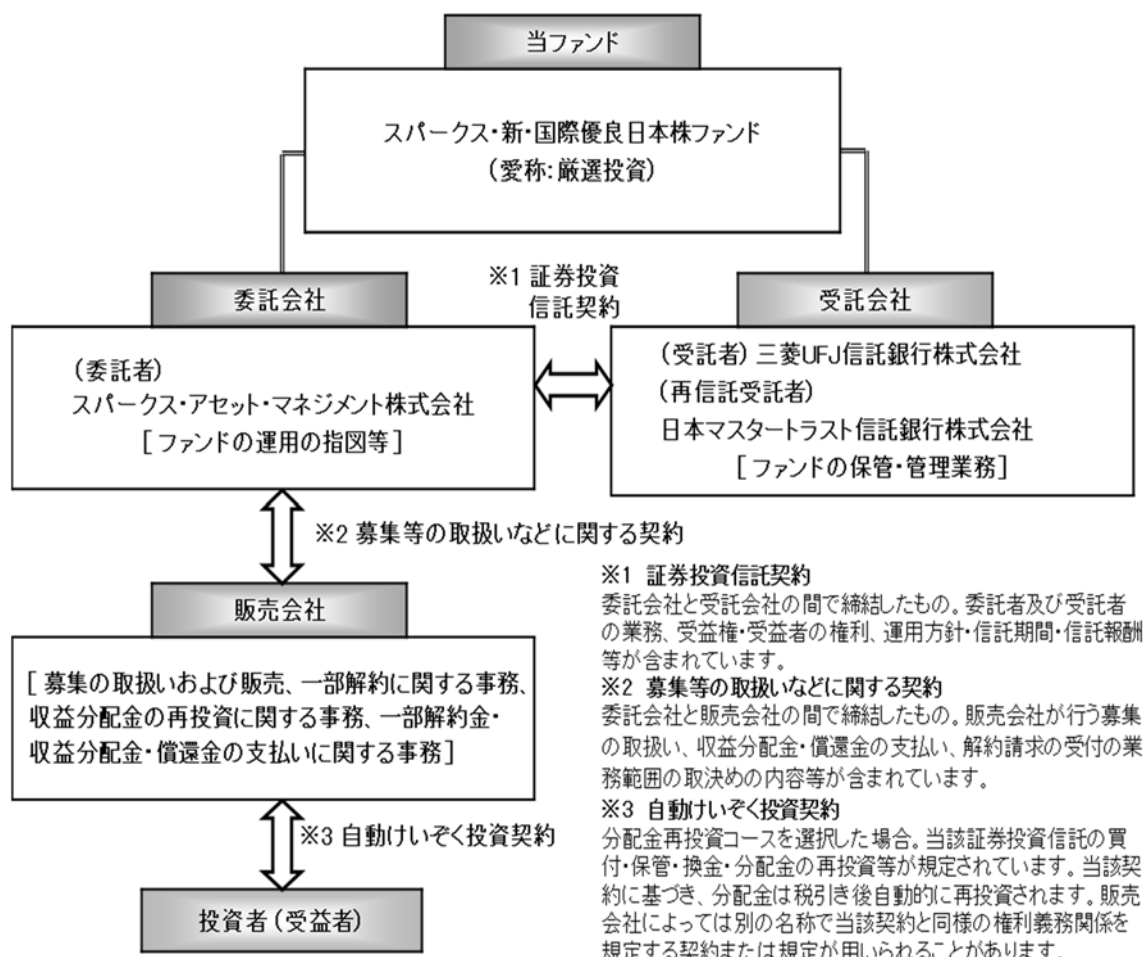 当ファンド
スパークス・新・国際優良日本株ファンド
(愛称:厳選投資)
委託会社
※1 証券投資
信託契約
受託会社
(委託者)
スパークス・アセット・マネジメント株式会社
[ファンドの運用の指図等]
(受託者) 三菱UFJ信託銀行株式会社
(再信託受託者)
日本マスタートラスト信託銀行株式会社
[ファンドの保管・管理業務]
※2 募集等の取扱いなどに関する契約
販売会社
[募集の取扱いおよび販売、一部解約に関する事務、
収益分配金の再投資に関する事務、一部解約金・
収益分配金・償還金の支払いに関する事務]
※3 自動けいぞく投資契約
投資者(受益者)
※1 証券投資信託契約
委託会社と受託会社の間で締結したもの。委託者及び受託者
の業務、受益権・受益者の権利、運用方針・信託期間・信託報酬
等が含まれています。
※2 募集等の取扱いなどに関する契約
委託会社と販売会社の間で締結したもの。販売会社が行う募集
の取扱い、収益分配金・償還金の支払い、解約請求の受付の業
務範囲の取決めの内容等が含まれています。
※3 自動けいぞく投資契約
分配金再投資コースを選択した場合。当該証券投資信託の買
付・保管・換金・分配金の再投資等が規定されています。当該契
約に基づき、分配金は税引き後自動的に再投資されます。販売
会社によっては別の名称で当該契約と同様の権利義務関係を
規定する契約または規定が用いられることがあります。